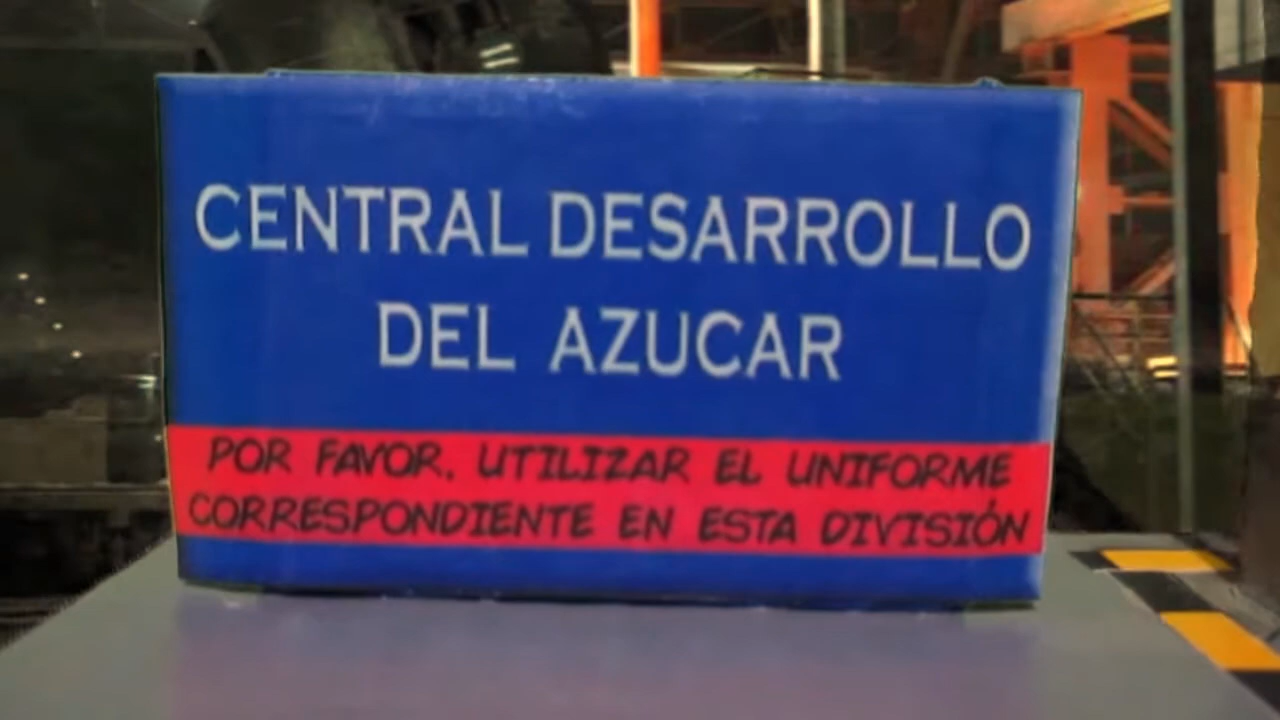 CENTRAL DESARROLLO
DEL AZUCAR
POR FAVOR, UTILIZAR EL UNIFORME
CORRESPONDIENTE EN ESTA DIVISIÓN